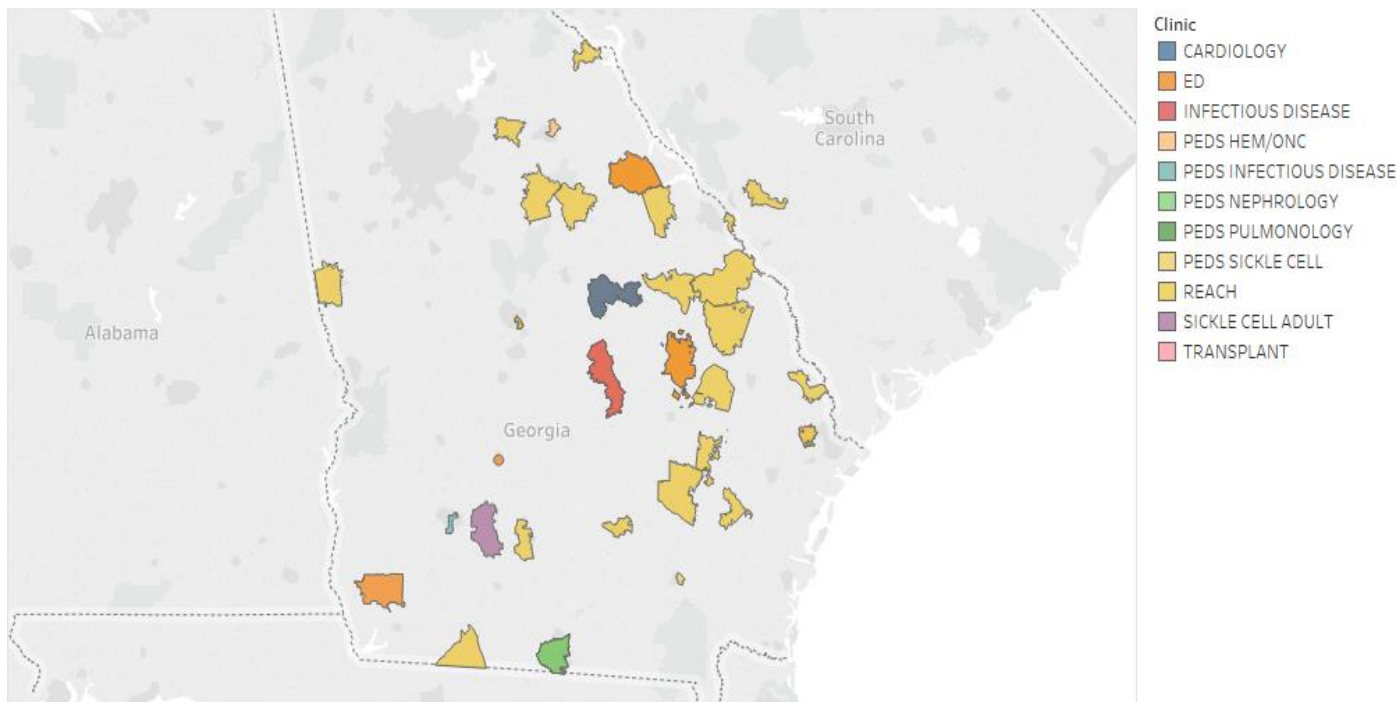 South
Carolina
Alabama
Georgia
Clinic
CARDIOLOGY
ED
INFECTIOUS DISEASE
PEDS HEM/ONC
PEDS INFECTIOUS DISEASE
PEDS NEPHROLOGY
PEDS PULMONOLOGY
PEDS SICKLE CELL
REACH
SICKLE CELL ADULT
TRANSPLANT